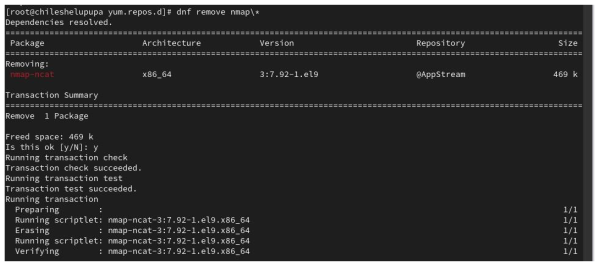 [root@chileshelupupa yum.repos.d]# dnf remove nmap\*
Dependencies resolved.
================================================================================
Package Architecture Version Repository Size
================================================================================
Removing:
nmap-ncat x86_64 3:7.92-1.el9 @AppStream 469 k
Transaction Summary
================================================================================
Remove 1 Package
Freed space: 469 k
Is this ok [y/N]: y
Running transaction check
Transaction check succeeded.
Running transaction test
Transaction test succeeded.
Running transaction
Preparing : 1/1
Running scriptlet: nmap-ncat-3:7.92-1.el9.x86_64 1/1
Erasing : nmap-ncat-3:7.92-1.el9.x86_64 1/1
Running scriptlet: nmap-ncat-3:7.92-1.el9.x86_64 1/1
Verifying : nmap-ncat-3:7.92-1.el9.x86_64 1/1